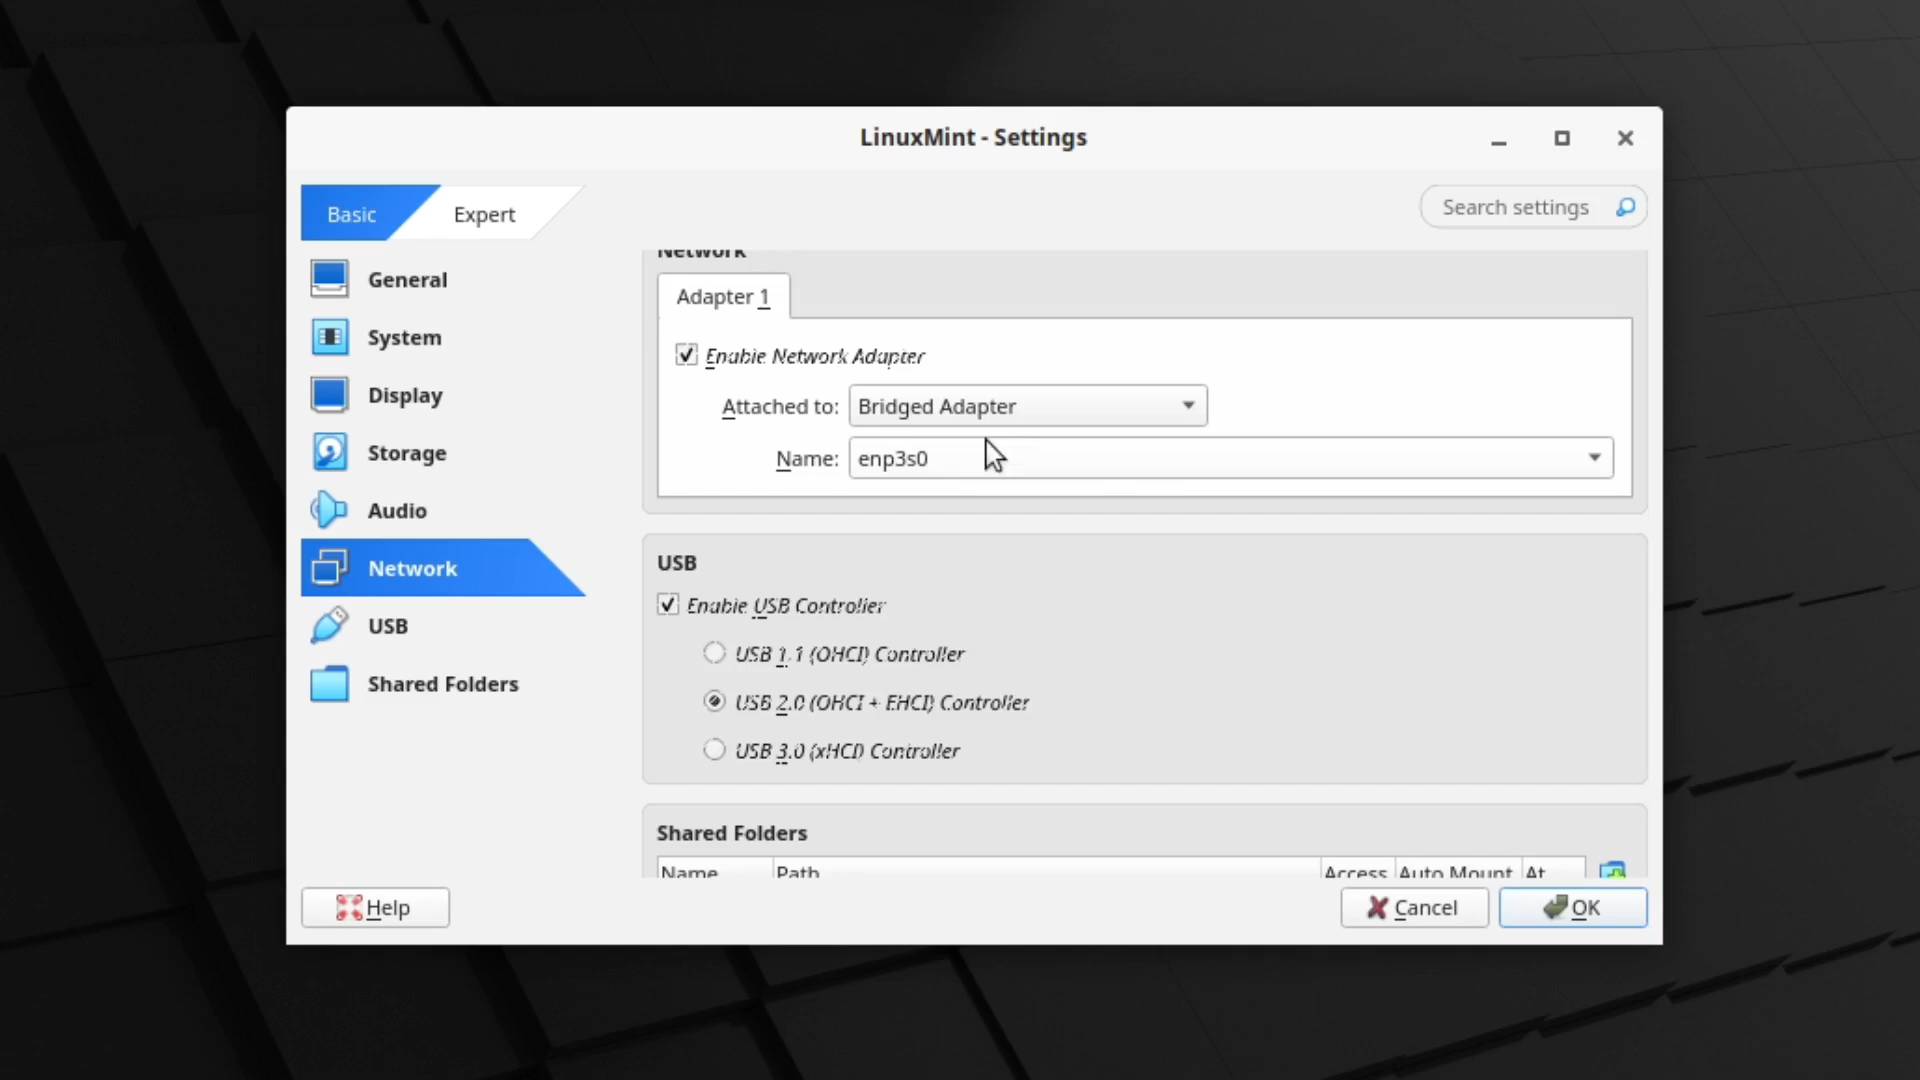 LinuxMint - Settings
Basic
Expert
Search settings
General
System
Display
Storage
Audio
Network
USB
Shared Folders
Network
Adapter 1
Enable Network Adapter
Attached to: Bridged Adapter
Name: enp3s0
USB
Enable USB Controller
USB 1.1 (OHCI) Controller
USB 2.0 (OHCI + EHCI) Controller
USB 3.0 (xHCI) Controller
Shared Folders
Name Path Access Auto Mount At
Help
Cancel
OK